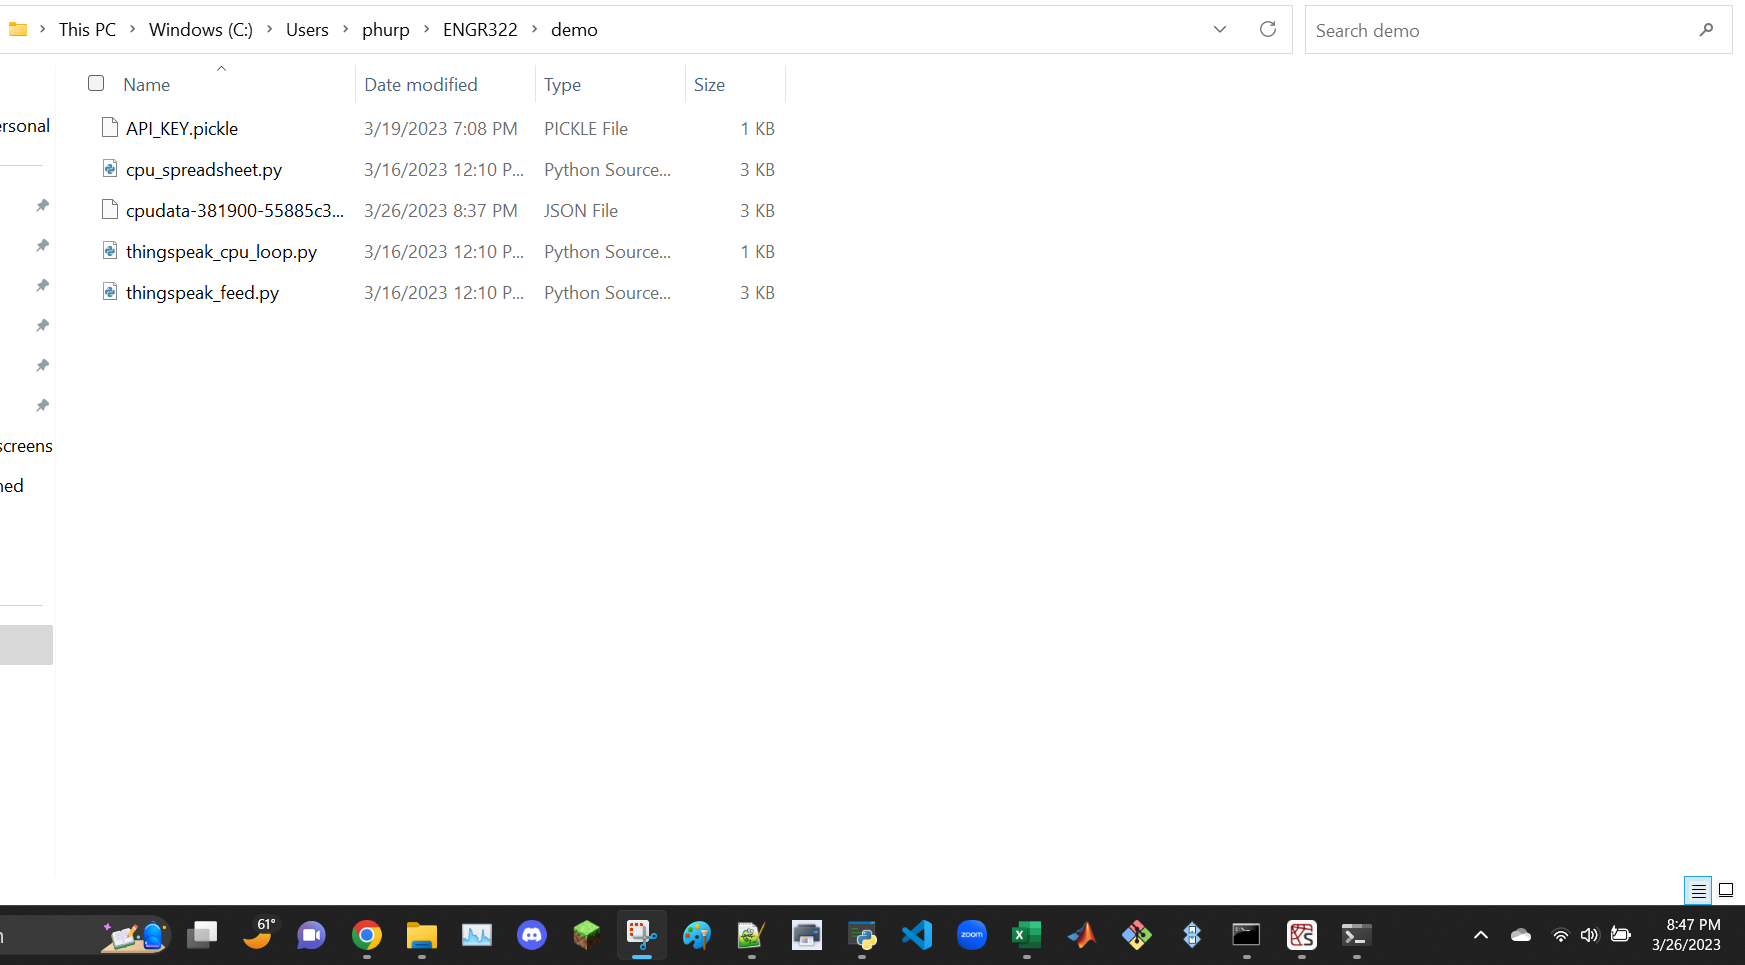 This PC > Windows (C:) > Users > phurp > ENGR322 > demo
Search demo
Name Date modified Type Size
API_KEY.pickle 3/19/2023 7:08 PM PICKLE File 1 KB
cpu_spreadsheet.py 3/16/2023 12:10 P... Python Source... 3 KB
cpudata-381900-55885c3... 3/26/2023 8:37 PM JSON File 3 KB
thingspeak_cpu_loop.py 3/16/2023 12:10 P... Python Source... 1 KB
thingspeak_feed.py 3/16/2023 12:10 P... Python Source... 3 KB
ersonal
screens
ned
61°
zoom
8:47 PM
3/26/2023